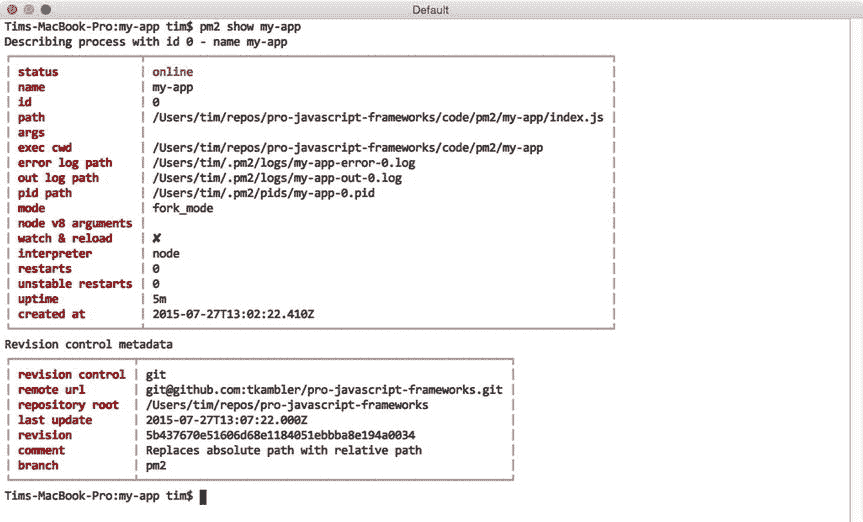 Default
Tims-MacBook-Pro:my-app tim$ pm2 show my-app
Describing process with id 0 - name my-app
status online
name my-app
id 0
path /Users/tim/repos/pro-javascript-frameworks/code/pm2/my-app/index.js
args
exec cwd /Users/tim/repos/pro-javascript-frameworks/code/pm2/my-app
error log path /Users/tim/.pm2/logs/my-app-error-0.log
out log path /Users/tim/.pm2/logs/my-app-out-0.log
pid path /Users/tim/.pm2/pids/my-app-0.pid
mode fork_mode
node v8 arguments
watch & reload ✘
interpreter node
restarts 0
unstable restarts 0
uptime 5m
created at 2015-07-27T13:02:22.410Z
Revision control metadata
revision control git
remote url git@github.com:tkambler/pro-javascript-frameworks.git
repository root /Users/tim/repos/pro-javascript-frameworks
last update 2015-07-27T13:07:22.000Z
revision 5b437670e51606d68e1184051ebbba8e194a0034
comment Replaces absolute path with relative path
branch pm2
Tims-MacBook-Pro:my-app tim$